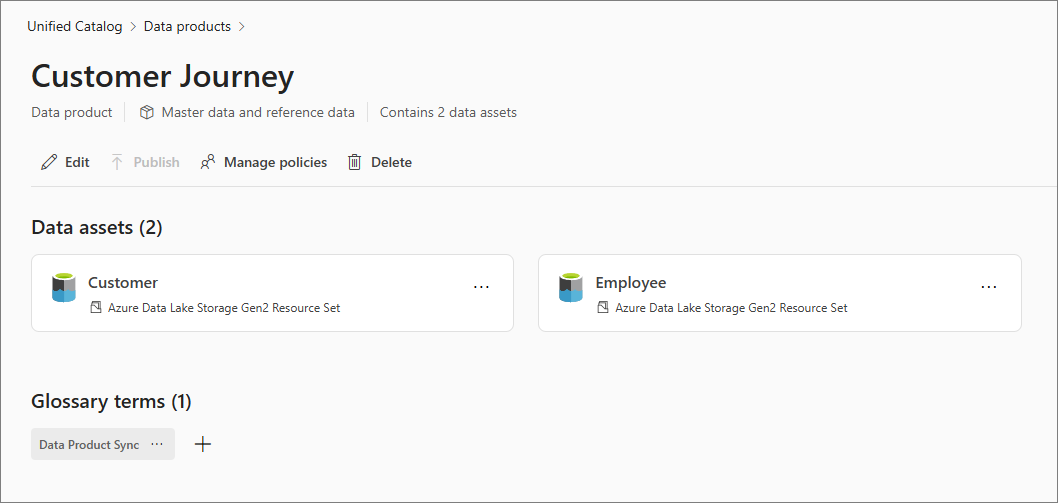 Unified Catalog > Data products >
Customer Journey
Data product Master data and reference data Contains 2 data assets
Edit Publish Manage policies Delete
Data assets (2)
Customer ... Employee ...
Azure Data Lake Storage Gen2 Resource Set Azure Data Lake Storage Gen2 Resource Set
Glossary terms (1)
Data Product Sync ... +